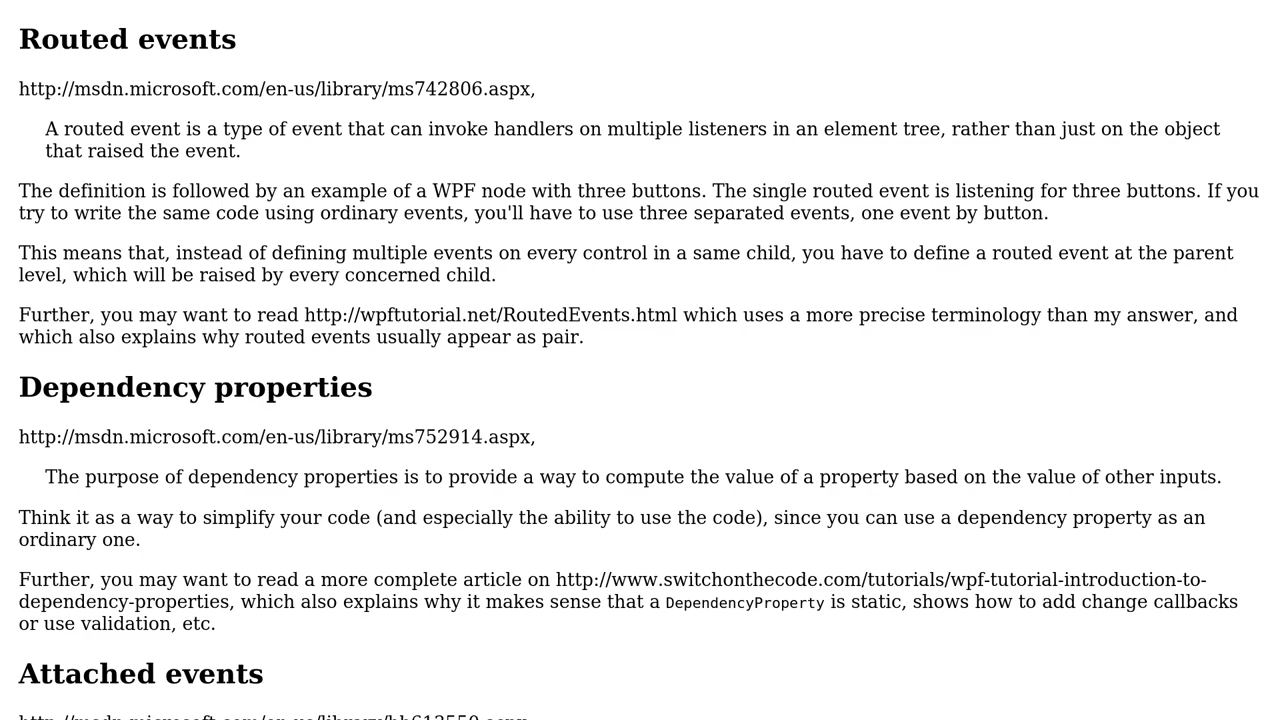 Routed events
http://msdn.microsoft.com/en-us/library/ms742806.aspx,
A routed event is a type of event that can invoke handlers on multiple listeners in an element tree, rather than just on the object
that raised the event.
The definition is followed by an example of a WPF node with three buttons. The single routed event is listening for three buttons. If you
try to write the same code using ordinary events, you'll have to use three separated events, one event by button.
This means that, instead of defining multiple events on every control in a same child, you have to define a routed event at the parent
level, which will be raised by every concerned child.
Further, you may want to read http://wpftutorial.net/RoutedEvents.html which uses a more precise terminology than my answer, and
which also explains why routed events usually appear as pair.
Dependency properties
http://msdn.microsoft.com/en-us/library/ms752914.aspx,
The purpose of dependency properties is to provide a way to compute the value of a property based on the value of other inputs.
Think it as a way to simplify your code (and especially the ability to use the code), since you can use a dependency property as an
ordinary one.
Further, you may want to read a more complete article on http://www.switchonthecode.com/tutorials/wpf-tutorial-introduction-to-
dependency-properties, which also explains why it makes sense that a DependencyProperty is static, shows how to add change callbacks
or use validation, etc.
Attached events